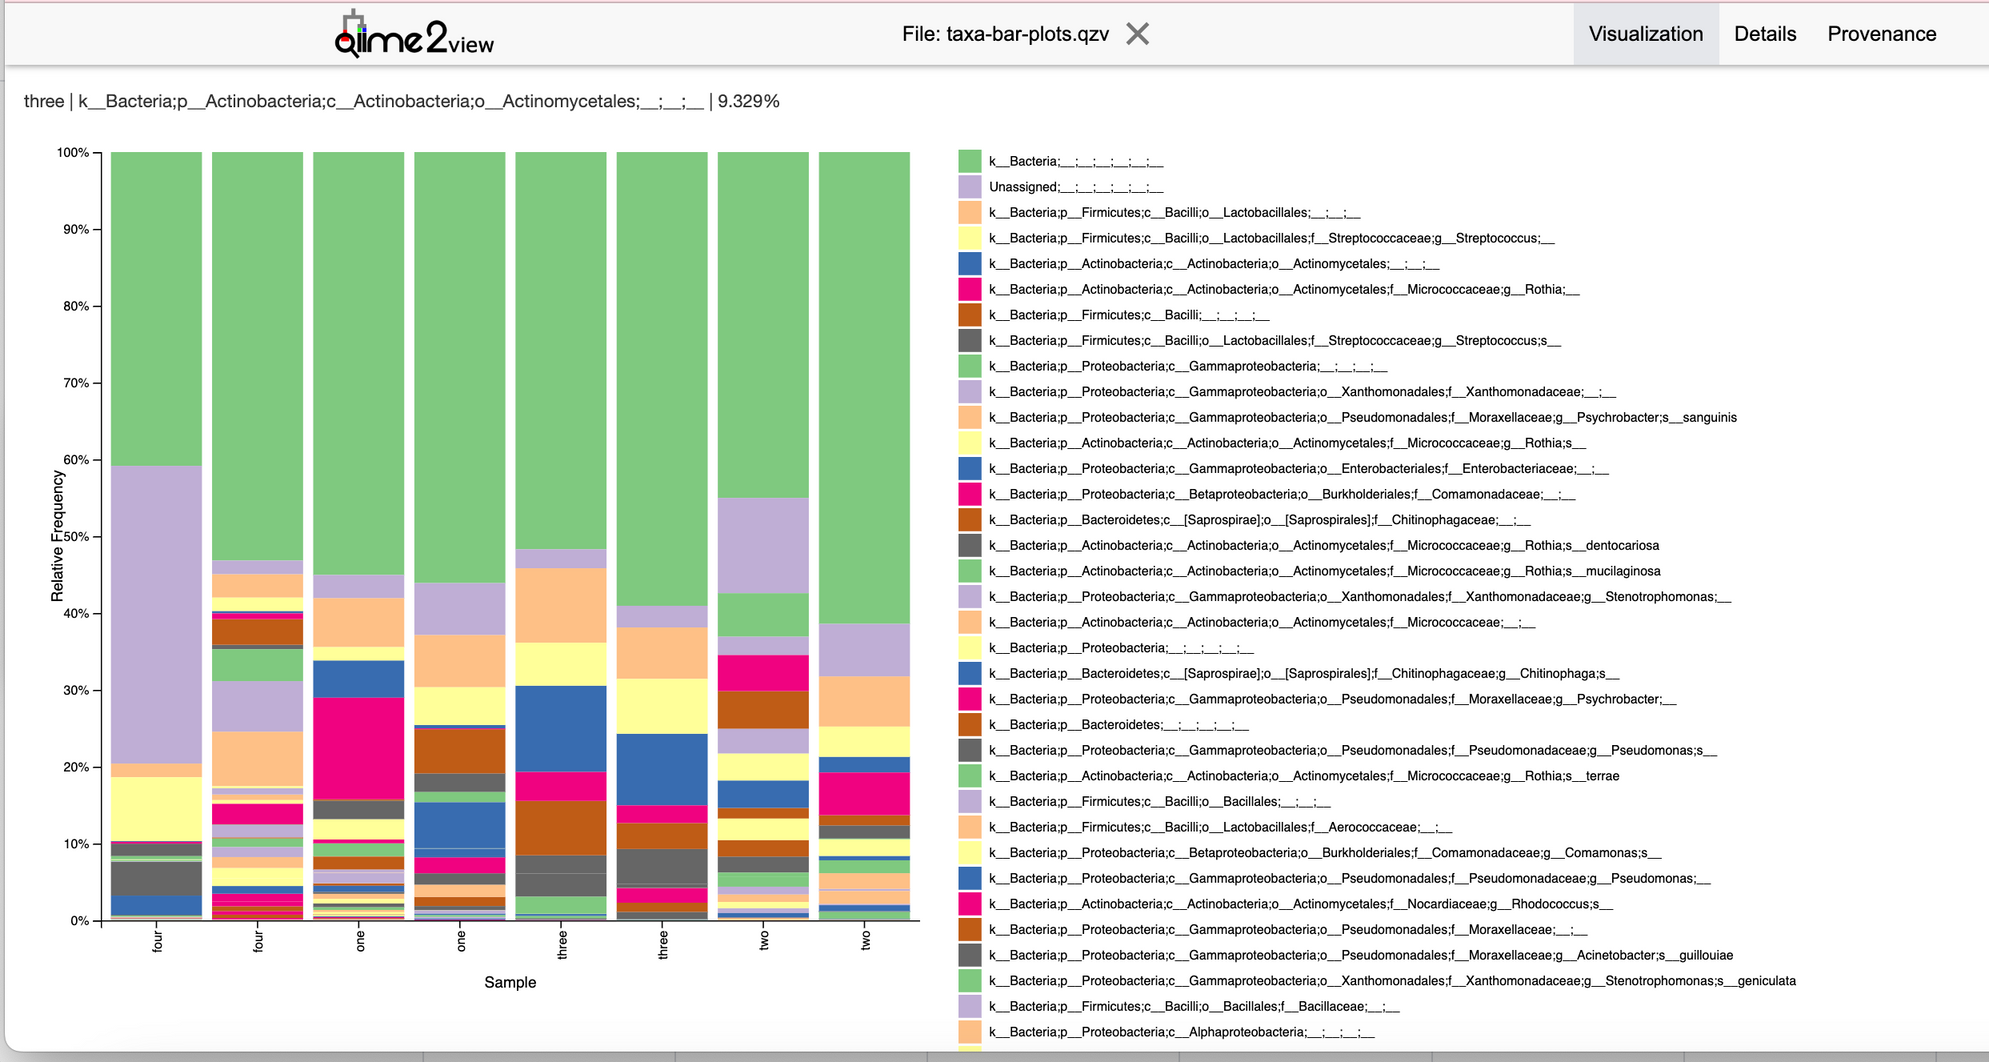 qiime2view
File: taxa-bar-plots.qzv
Visualization
Details
Provenance
three | k__Bacteria;p__Actinobacteria;c__Actinobacteria;o__Actinomycetales;__;__;__ | 9.329%
100%
90%
80%
70%
60%
50%
40%
30%
20%
10%
0%
Relative Frequency
four
four
one
one
three
three
two
two
Sample
k__Bacteria;__;__;__;__;__;__
Unassigned;__;__;__;__;__;__
k__Bacteria;p__Firmicutes;c__Bacilli;o__Lactobacillales;__;__;__
k__Bacteria;p__Firmicutes;c__Bacilli;o__Lactobacillales;f__Streptococcaceae;g__Streptococcus;__
k__Bacteria;p__Actinobacteria;c__Actinobacteria;o__Actinomycetales;__;__;__
k__Bacteria;p__Actinobacteria;c__Actinobacteria;o__Actinomycetales;f__Micrococcaceae;g__Rothia;__
k__Bacteria;p__Firmicutes;c__Bacilli;__;__;__;__
k__Bacteria;p__Firmicutes;c__Bacilli;o__Lactobacillales;f__Streptococcaceae;g__Streptococcus;s__
k__Bacteria;p__Proteobacteria;c__Gammaproteobacteria;__;__;__;__
k__Bacteria;p__Proteobacteria;c__Gammaproteobacteria;o__Xanthomonadales;f__Xanthomonadaceae;__;__
k__Bacteria;p__Proteobacteria;c__Gammaproteobacteria;o__Pseudomonadales;f__Moraxellaceae;g__Psychrobacter;s__sanguinis
k__Bacteria;p__Actinobacteria;c__Actinobacteria;o__Actinomycetales;f__Micrococcaceae;g__Rothia;s__
k__Bacteria;p__Proteobacteria;c__Gammaproteobacteria;o__Enterobacteriales;f__Enterobacteriaceae;__;__
k__Bacteria;p__Proteobacteria;c__Betaproteobacteria;o__Burkholderiales;f__Comamonadaceae;__;__
k__Bacteria;p__Bacteroidetes;c__[Saprospirae];o__[Saprospirales];f__Chitinophagaceae;__;__
k__Bacteria;p__Actinobacteria;c__Actinobacteria;o__Actinomycetales;f__Micrococcaceae;g__Rothia;s__dentocariosa
k__Bacteria;p__Actinobacteria;c__Actinobacteria;o__Actinomycetales;f__Micrococcaceae;g__Rothia;s__mucilaginosa
k__Bacteria;p__Proteobacteria;c__Gammaproteobacteria;o__Xanthomonadales;f__Xanthomonadaceae;g__Stenotrophomonas;__
k__Bacteria;p__Actinobacteria;c__Actinobacteria;o__Actinomycetales;f__Micrococcaceae;__;__
k__Bacteria;p__Proteobacteria;__;__;__;__;__
k__Bacteria;p__Bacteroidetes;c__[Saprospirae];o__[Saprospirales];f__Chitinophagaceae;g__Chitinophaga;s__
k__Bacteria;p__Proteobacteria;c__Gammaproteobacteria;o__Pseudomonadales;f__Moraxellaceae;g__Psychrobacter;__
k__Bacteria;p__Bacteroidetes;__;__;__;__;__
k__Bacteria;p__Proteobacteria;c__Gammaproteobacteria;o__Pseudomonadales;f__Pseudomonadaceae;g__Pseudomonas;s__
k__Bacteria;p__Actinobacteria;c__Actinobacteria;o__Actinomycetales;f__Micrococcaceae;g__Rothia;s__terrae
k__Bacteria;p__Firmicutes;c__Bacilli;o__Bacillales;__;__;__
k__Bacteria;p__Firmicutes;c__Bacilli;o__Lactobacillales;f__Aerococcaceae;__;__
k__Bacteria;p__Proteobacteria;c__Betaproteobacteria;o__Burkholderiales;f__Comamonadaceae;g__Comamonas;s__
k__Bacteria;p__Proteobacteria;c__Gammaproteobacteria;o__Pseudomonadales;f__Pseudomonadaceae;g__Pseudomonas;__
k__Bacteria;p__Actinobacteria;c__Actinobacteria;o__Actinomycetales;f__Nocardiaceae;g__Rhodococcus;s__
k__Bacteria;p__Proteobacteria;c__Gammaproteobacteria;o__Pseudomonadales;f__Moraxellaceae;__;__
k__Bacteria;p__Proteobacteria;c__Gammaproteobacteria;o__Pseudomonadales;f__Moraxellaceae;g__Acinetobacter;s__guillouiae
k__Bacteria;p__Proteobacteria;c__Gammaproteobacteria;o__Xanthomonadales;f__Xanthomonadaceae;g__Stenotrophomonas;s__geniculata
k__Bacteria;p__Firmicutes;c__Bacilli;o__Bacillales;f__Bacillaceae;__;__
k__Bacteria;p__Proteobacteria;c__Alphaproteobacteria;__;__;__;__